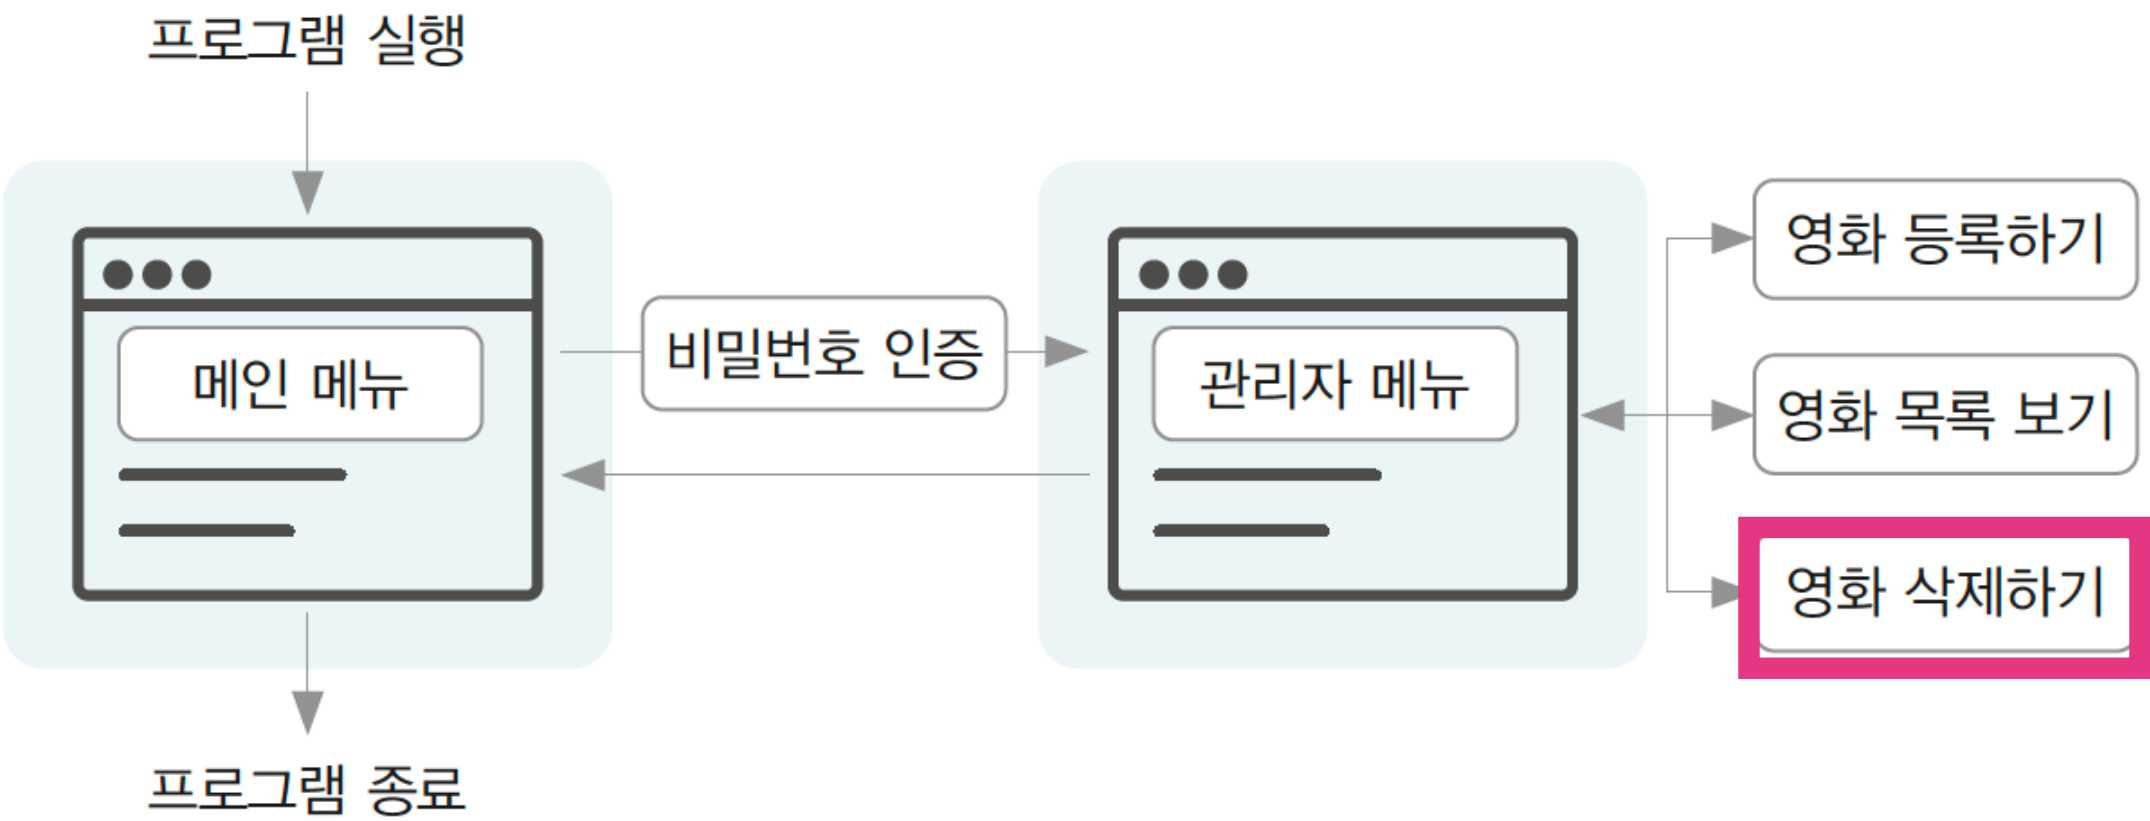 프로그램 실행
메인 메뉴
비밀번호 인증
관리자 메뉴
영화 등록하기
영화 목록 보기
영화 삭제하기
프로그램 종료